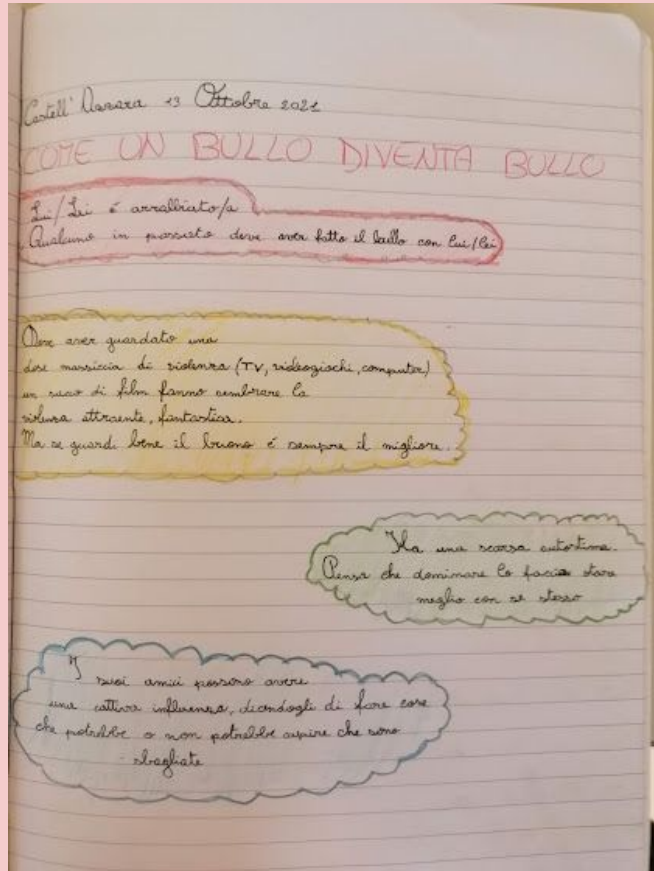 Castell'Azzara 13 Ottobre 2021
COME UN BULLO DIVENTA BULLO
Lui/Lei é arrabbiato/a
Qualcuno in passato deve aver fatto il bullo con lui/lei
Deve aver guardato una
dose massiccia di violenza (TV, videogiochi, computer)
un sacco di film fanno sembrare la
violenza attraente, fantastica.
Ma se guardi bene il buono é sempre il migliore.
Ha una scarsa autostima.
Pensa che dominare lo facia stare
meglio con se stesso
I suoi amici possono avere
una cattiva influenza, dicendogli di fare cose
che potrebbe o non potrebbe capire che sono
sbagliate